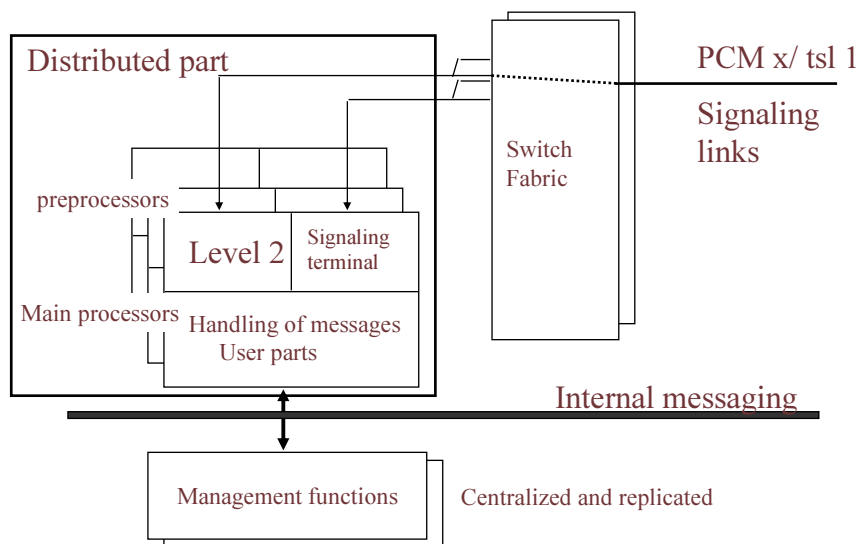 Distributed part
PCM x/ tsl 1
Signaling
links
Switch
Fabric
preprocessors
Level 2
Signaling
terminal
Main processors
Handling of messages
User parts
Internal messaging
Management functions
Centralized and replicated